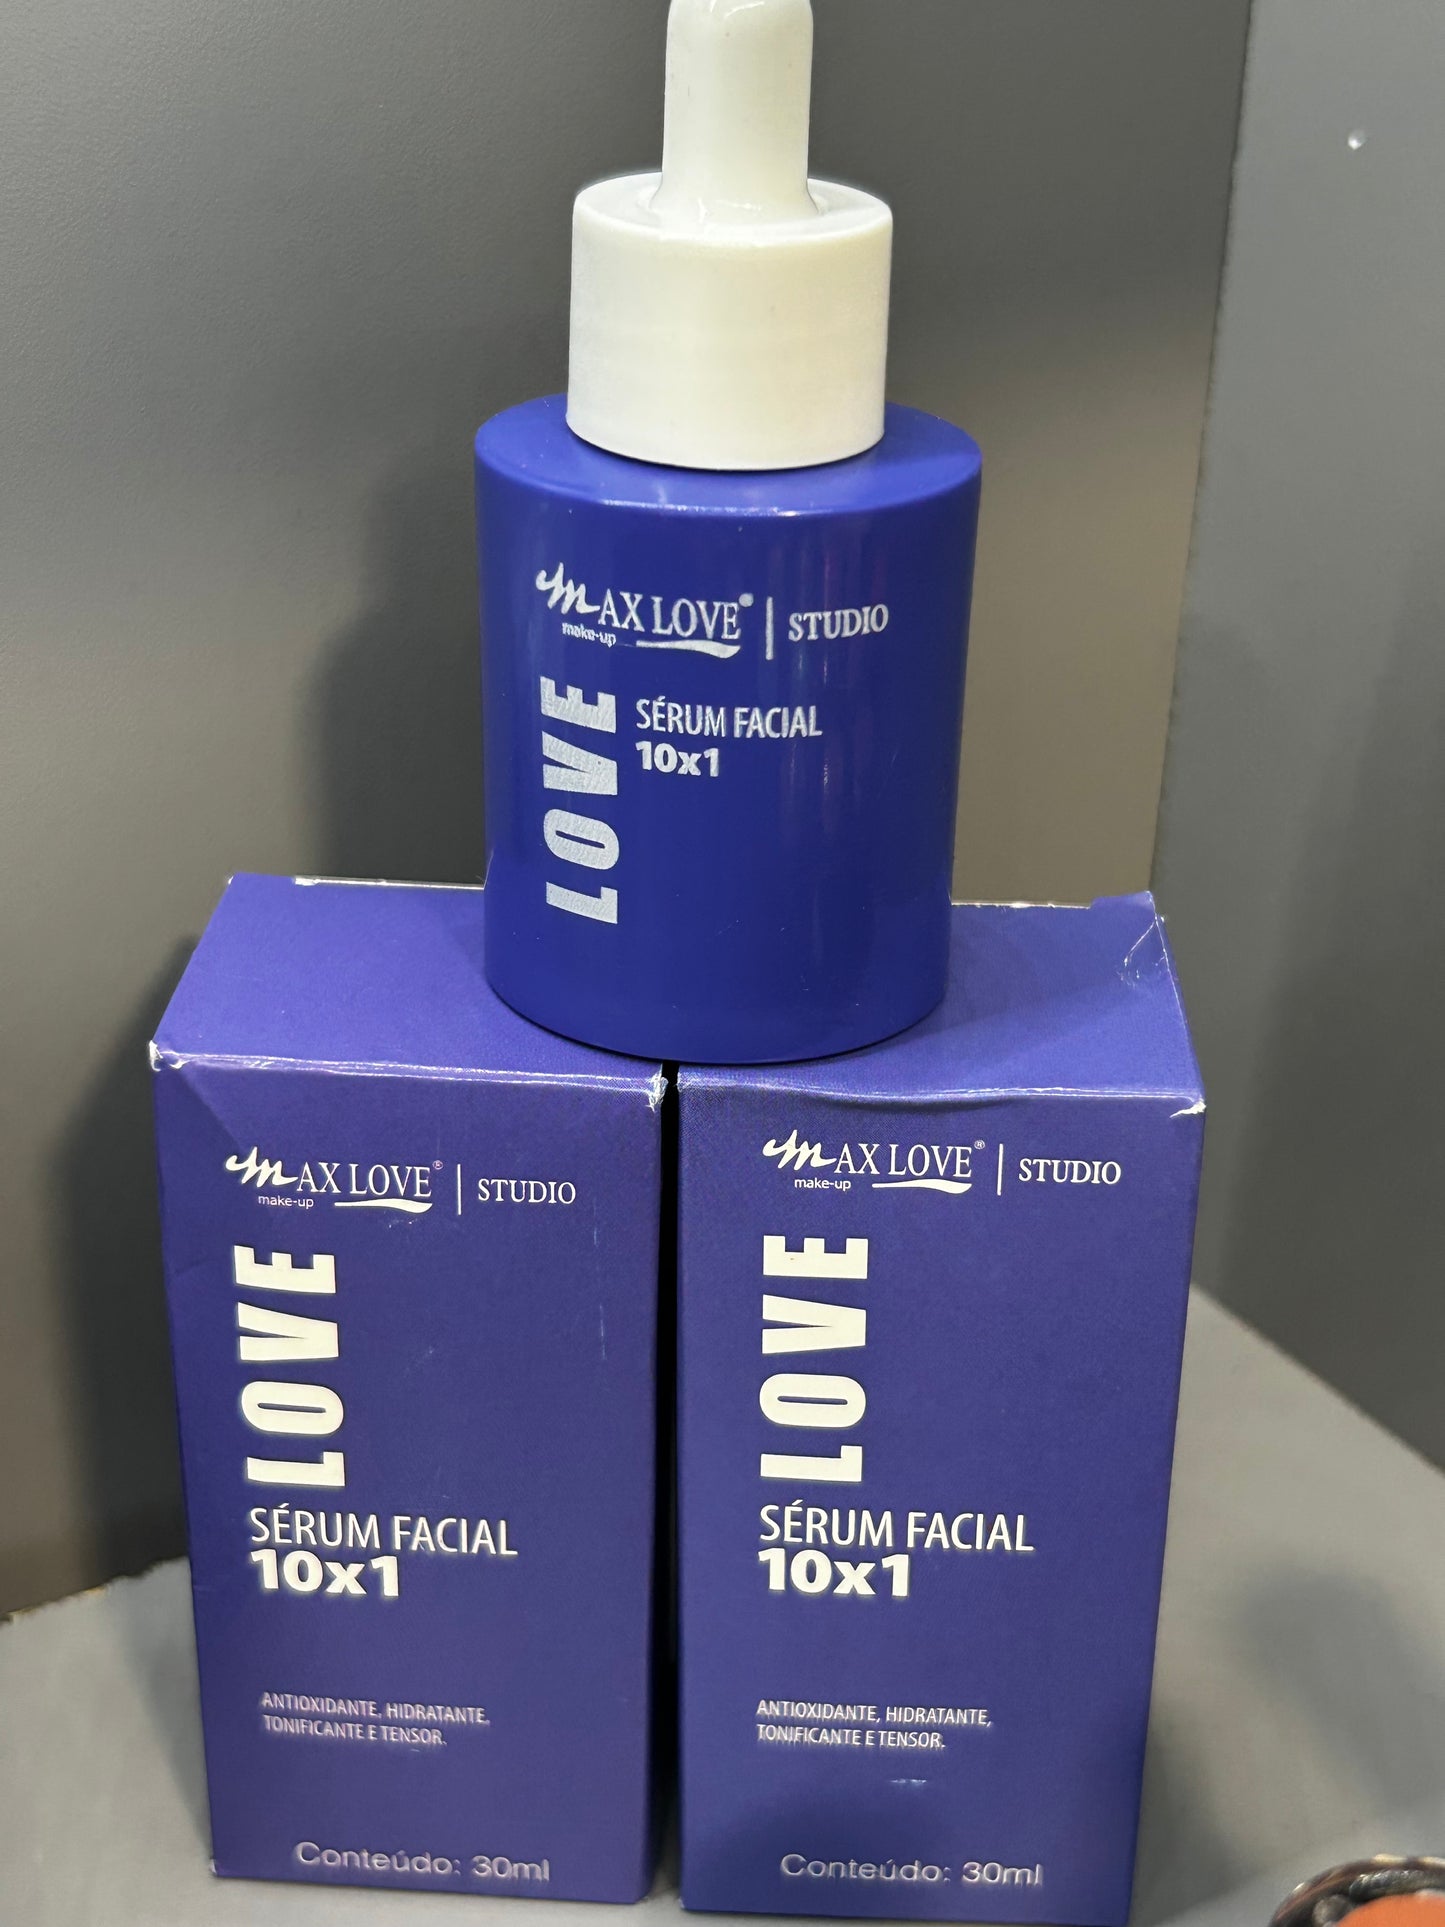 MAX LOVE® | STUDIO
make-up
LOVE
SÉRUM FACIAL
10x1
MAX LOVE® | STUDIO
make-up
LOVE
SÉRUM FACIAL
10x1
ANTIOXIDANTE, HIDRATANTE,
TONIFICANTE E TENSOR.
Conteúdo: 30ml
MAX LOVE® | STUDIO
make-up
LOVE
SÉRUM FACIAL
10x1
ANTIOXIDANTE, HIDRATANTE,
TONIFICANTE E TENSOR.
Conteúdo: 30ml